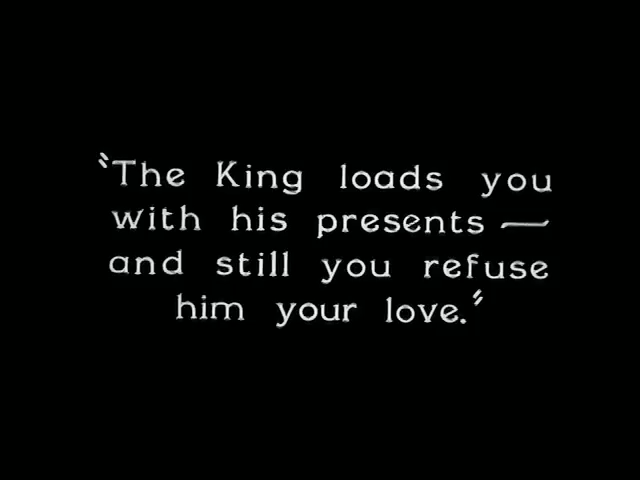 "The King loads you
with his presents —
and still you refuse
him your love."